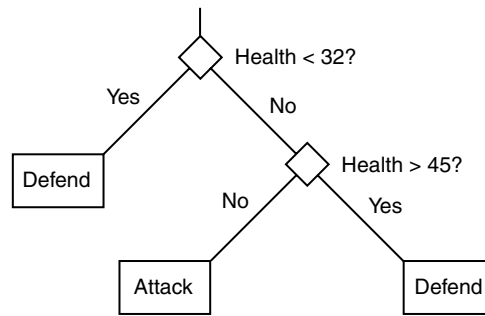 Health < 32?
Yes
No
Defend
Health > 45?
No
Yes
Attack
Defend